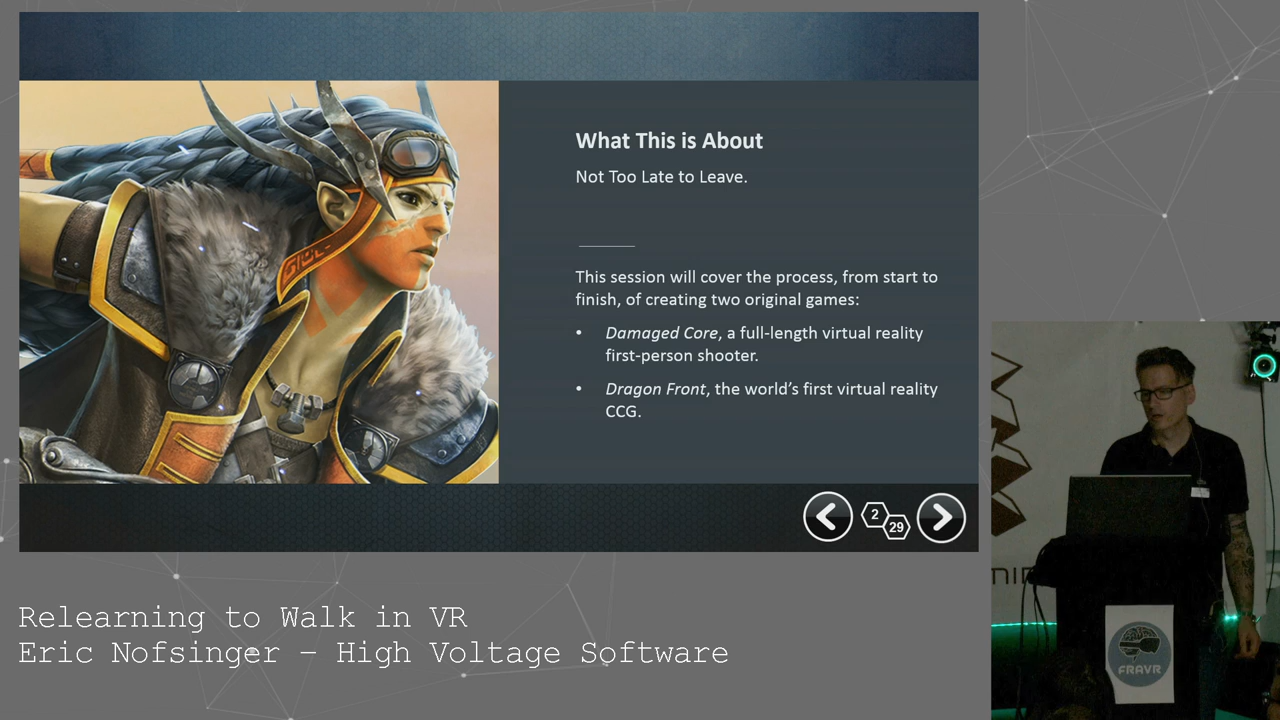 What This is About
Not Too Late to Leave.
This session will cover the process, from start to
finish, of creating two original games:
• Damaged Core, a full-length virtual reality
first-person shooter.
• Dragon Front, the world’s first virtual reality
CCG.
2
29
Relearning to Walk in VR
Eric Nofsinger – High Voltage Software
FRAVR